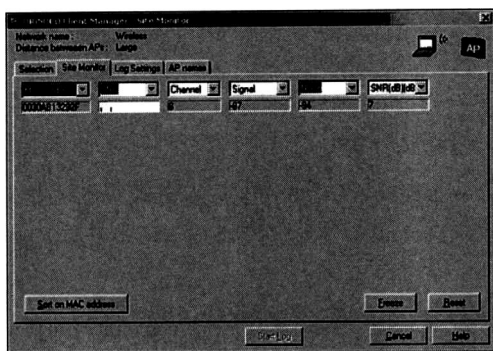 Client Manager - Site Monitor
Network name : Wireless
Distance between APs : Large
AP
Selection Site Monitor Log Settings AP names
Channel Signal SNR(dB)
6 7
Sort on MAC address Freeze Reset
Start Log Cancel Help